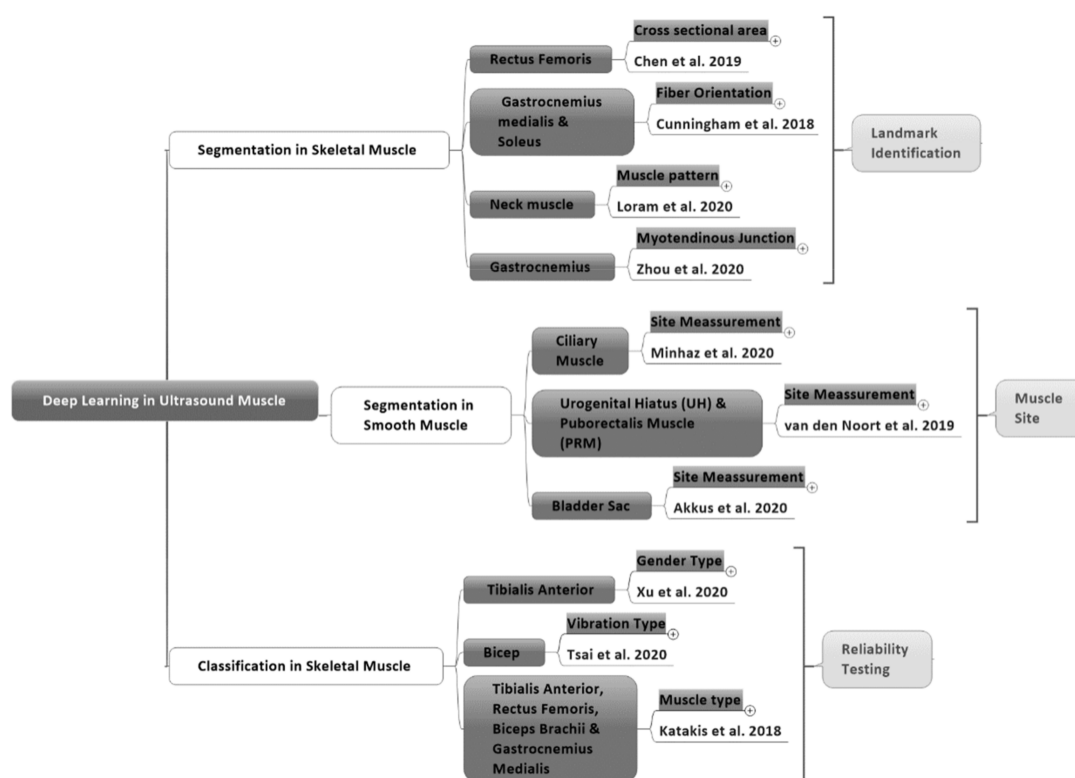 Deep Learning in Ultrasound Muscle
Segmentation in Skeletal Muscle
Rectus Femoris
Cross sectional area
Chen et al. 2019
Gastrocnemius
medialis &
Soleus
Fiber Orientation
Cunningham et al. 2018
Neck muscle
Muscle pattern
Loram et al. 2020
Gastrocnemius
Myotendinous Junction
Zhou et al. 2020
Landmark
Identification
Segmentation in
Smooth Muscle
Ciliary
Muscle
Site Meassurement
Minhaz et al. 2020
Urogenital Hiatus (UH) &
Puborectalis Muscle
(PRM)
Site Meassurement
van den Noort et al. 2019
Bladder Sac
Site Meassurement
Akkus et al. 2020
Muscle
Site
Classification in Skeletal Muscle
Tibialis Anterior
Gender Type
Xu et al. 2020
Bicep
Vibration Type
Tsai et al. 2020
Tibialis Anterior,
Rectus Femoris,
Biceps Brachii &
Gastrocnemius
Medialis
Muscle type
Katakis et al. 2018
Reliability
Testing